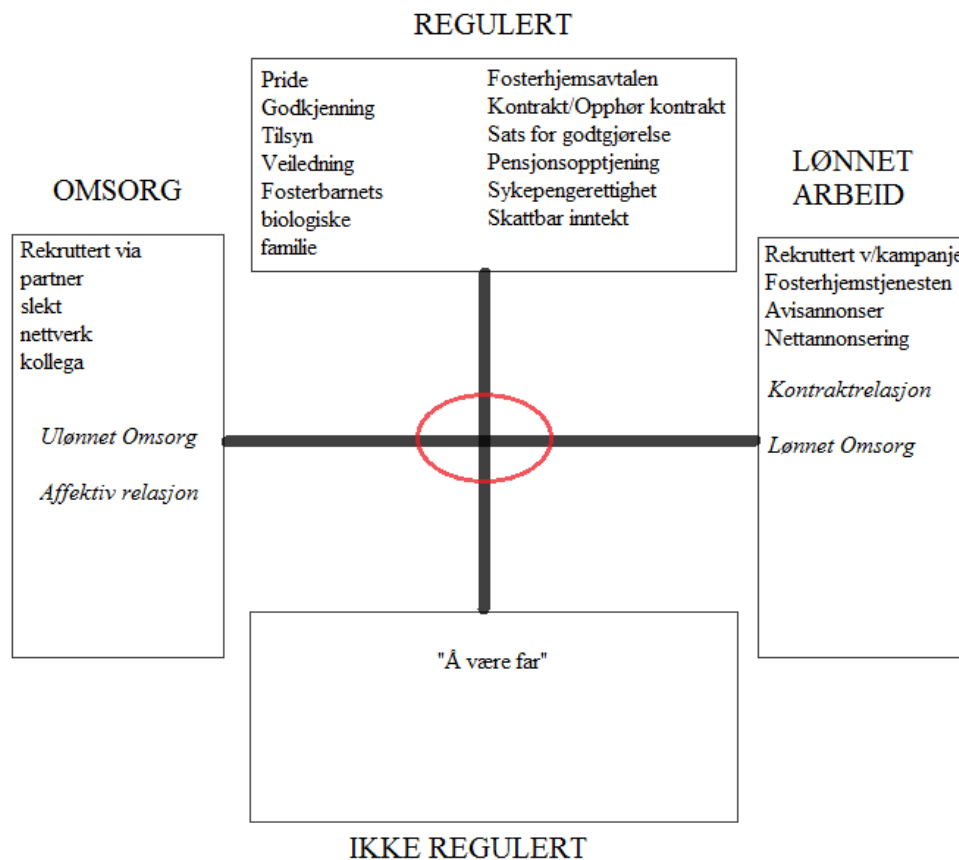 REGULERT
Pride
Godkjenning
Tilsyn
Veiledning
Fosterbarnets
biologiske
familie
Fosterhjemsavtalen
Kontrakt/Opphør kontrakt
Sats for godtgjørelse
Pensjonsopptjening
Sykepengerettighet
Skattbar inntekt
OMSORG
Rekruttert via
partner
slekt
nettverk
kollega
Ulønnet Omsorg
Affektiv relasjon
LØNNET
ARBEID
Rekruttert v/kampanje
Fosterhjemstjenesten
Avisannonser
Nettannonsering
Kontraktrelasjon
Lønnet Omsorg
"Å være far"
IKKE REGULERT